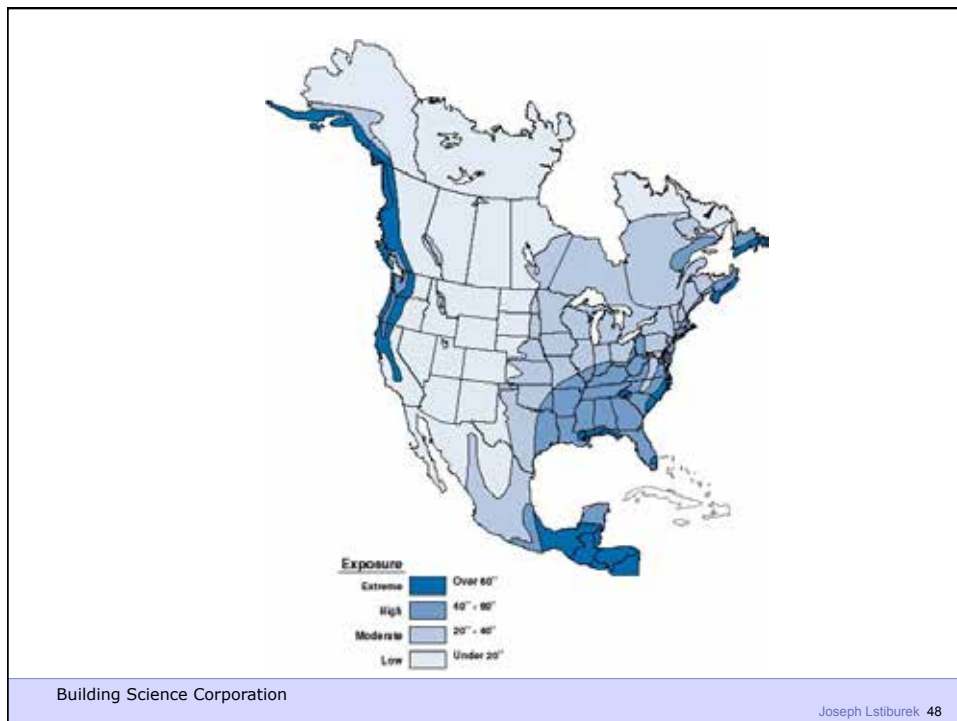 Exposure
Extreme Over 60"
High 40" - 60"
Moderate 20" - 40"
Low Under 20"
Building Science Corporation
Joseph Lstiburek 48